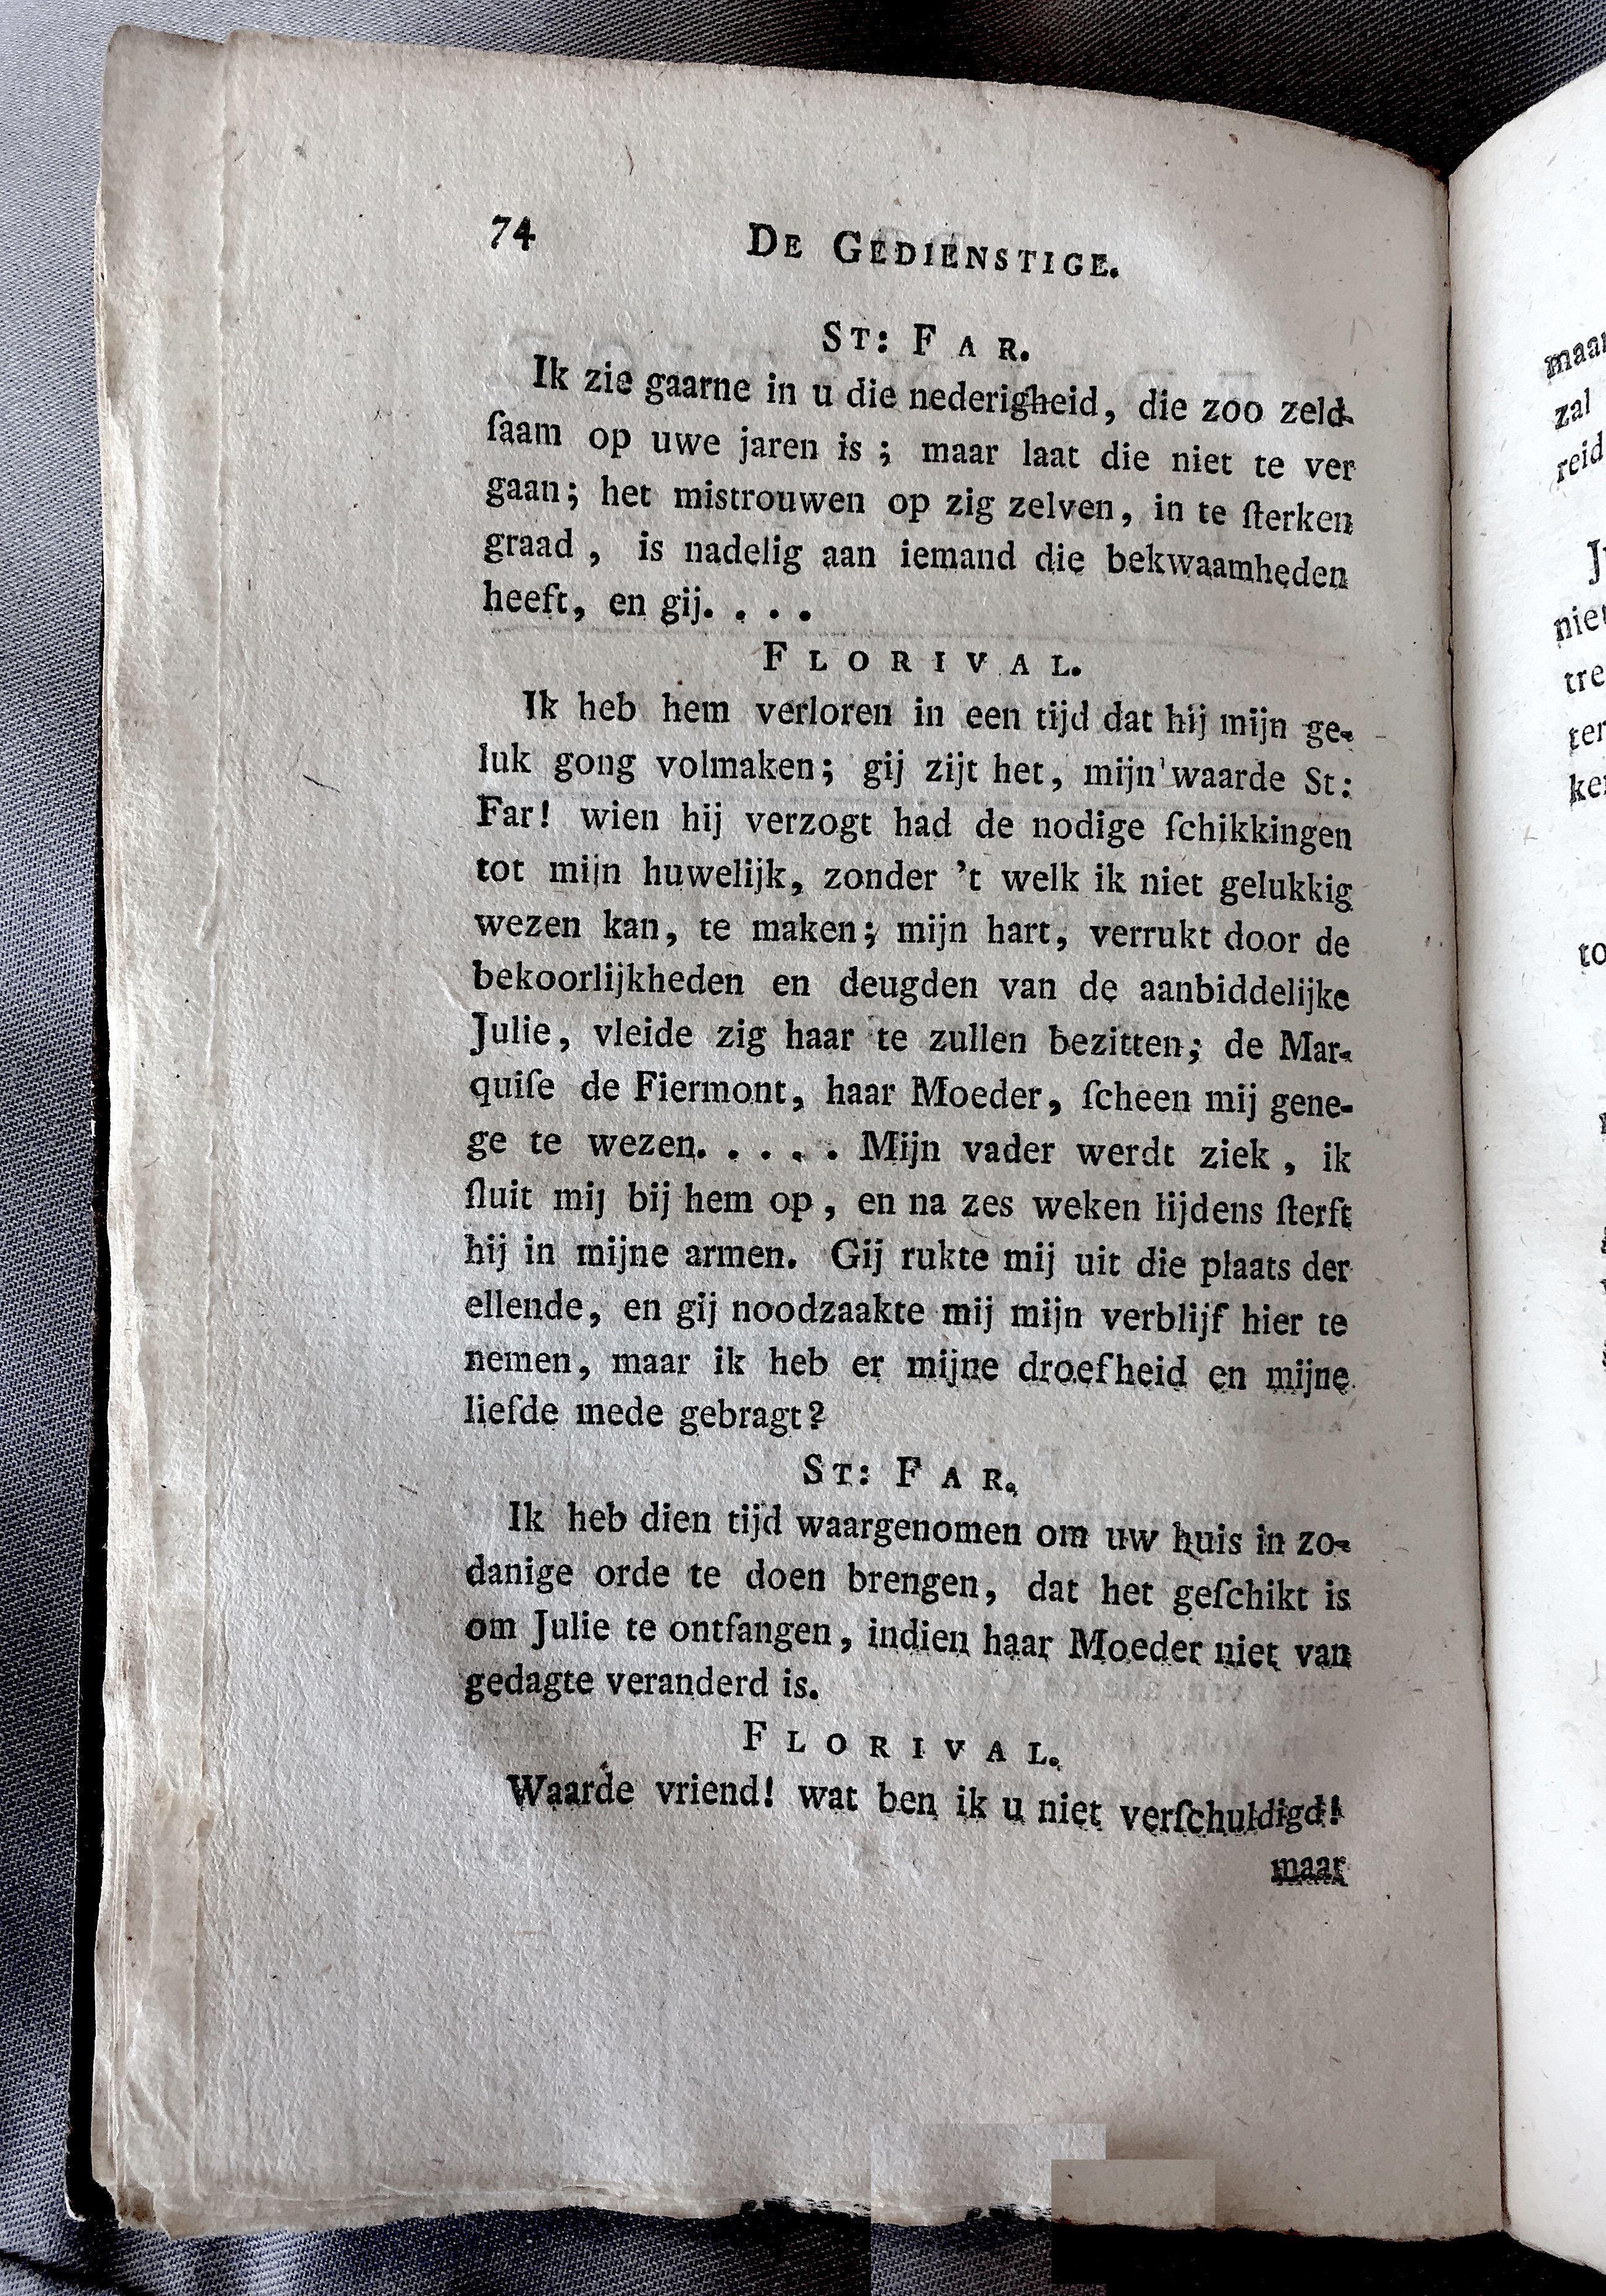 74 DE GEDIENSTIGE.
ST: FAR.
Ik zie gaarne in u die nederigheid, die zoo zeld-
ſaam op uwe jaren is ; maar laat die niet te ver
gaan; het mistrouwen op zig zelven, in te ſterken
graad , is nadelig aan iemand die bekwaamheden
heeft, en gij. . . .
FLORIVAL.
Ik heb hem verloren in een tijd dat hij mijn ge-
luk gong volmaken; gij zijt het, mijn waarde St:
Far! wien hij verzogt had de nodige ſchikkingen
tot mijn huwelijk, zonder 't welk ik niet gelukkig
wezen kan, te maken; mijn hart, verrukt door de
bekoorlijkheden en deugden van de aanbiddelijke
Julie, vleide zig haar te zullen bezitten; de Mar-
quiſe de Fiermont, haar Moeder, ſcheen mij gene-
ge te wezen. . . . . Mijn vader werdt ziek , ik
ſluit mij bij hem op , en na zes weken lijdens ſterft
hij in mijne armen. Gij rukte mij uit die plaats der
ellende, en gij noodzaakte mij mijn verblijf hier te
nemen, maar ik heb er mijne droefheid en mijne
liefde mede gebragt?
ST: FAR.
Ik heb dien tijd waargenomen om uw huis in zo-
danige orde te doen brengen, dat het geſchikt is
om Julie te ontfangen, indien haar Moeder niet van
gedagte veranderd is.
FLORIVAL.
Waarde vriend! wat ben ik u niet verſchuldigd!
maar
zal
reid